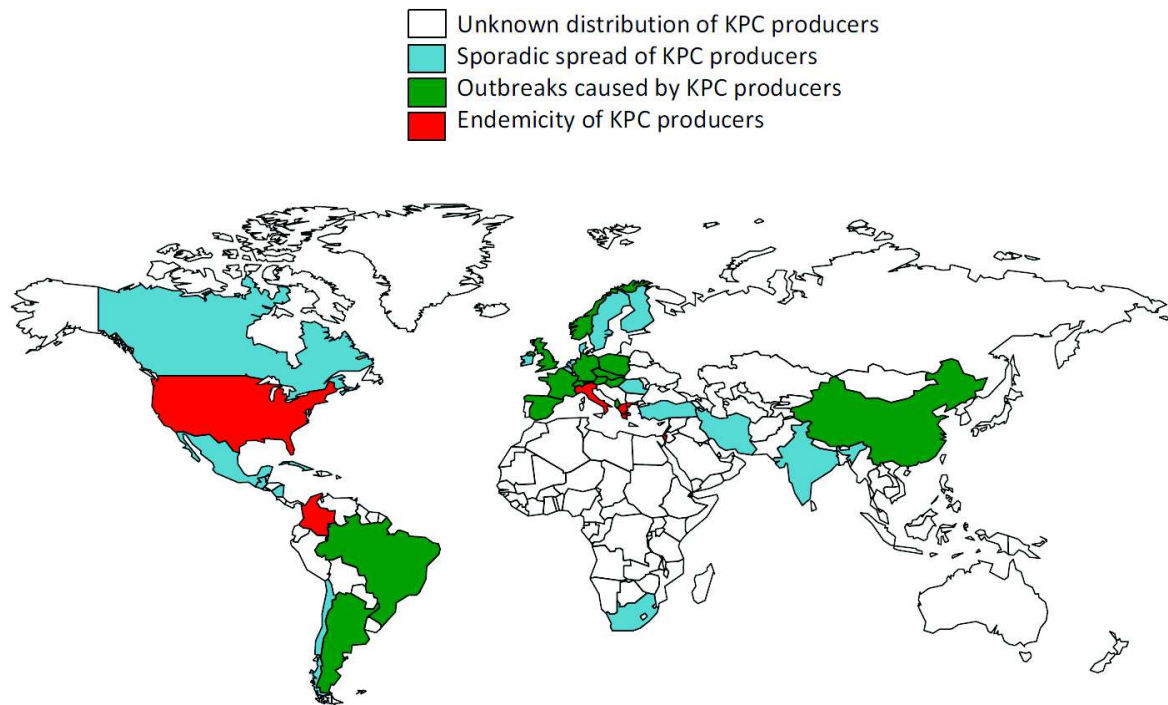 Unknown distribution of KPC producers
Sporadic spread of KPC producers
Outbreaks caused by KPC producers
Endemicity of KPC producers